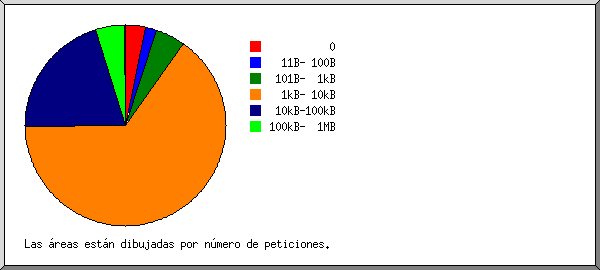 0
11B- 100B
101B- 1kB
1kB- 10kB
10kB-100kB
100kB- 1MB
Las áreas están dibujadas por número de peticiones.